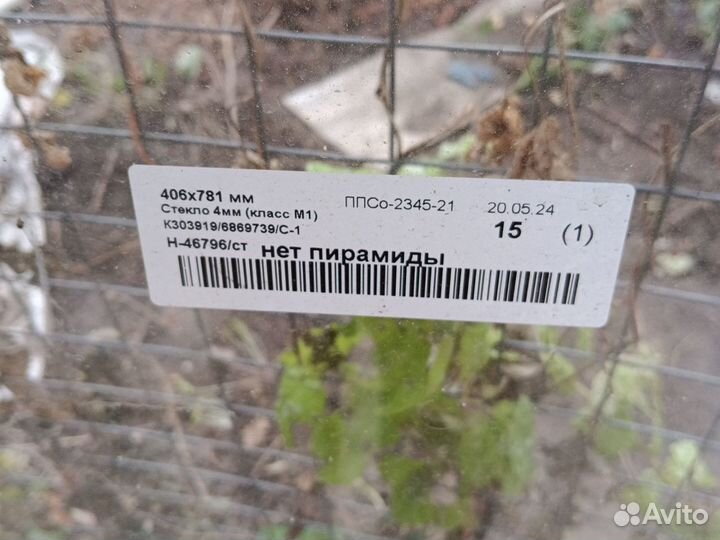 406x781 мм ППСо-2345-21 20.05.24
Стекло 4мм (класс М1) 15 (1)
К303919/6869739/С-1
Н-46796/ст нет пирамиды
Avito